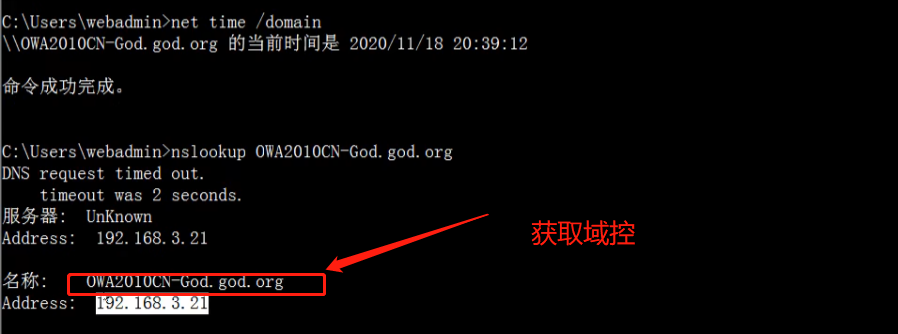 C:\Users\webadmin>net time /domain
\\OWA2010CN-God.god.org 的当前时间是 2020/11/18 20:39:12
命令成功完成。
C:\Users\webadmin>nslookup OWA2010CN-God.god.org
DNS request timed out.
    timeout was 2 seconds.
服务器:  UnKnown
Address:  192.168.3.21
获取域控
名称:    OWA2010CN-God.god.org
Address:  192.168.3.21